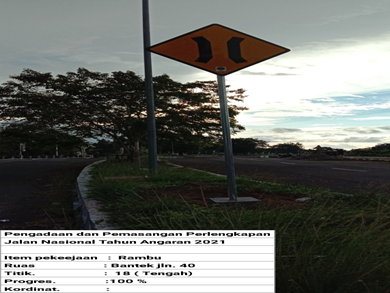 Pengadaan dan Pemasangan Perlengkapan
Jalan Nasional Tahun Angaran 2021
Item pekeejaan : Rambu
Ruas : Bantek jln. 40
Titik. : 18 ( Tengah)
Progres. :100 %
Kordinat. :